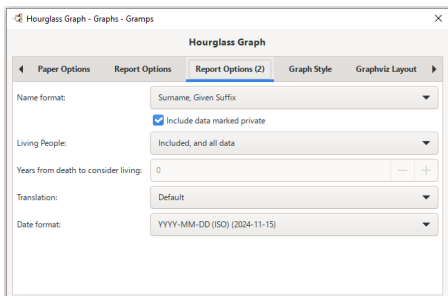 Hourglass Graph - Graphs - Gramps
Hourglass Graph
Paper Options Report Options Report Options (2) Graph Style Graphviz Layout
Name format: Surname, Given Suffix
Include data marked private
Living People: Included, and all data
Years from death to consider living: 0
Translation: Default
Date format: YYYY-MM-DD (ISO) (2024-11-15)